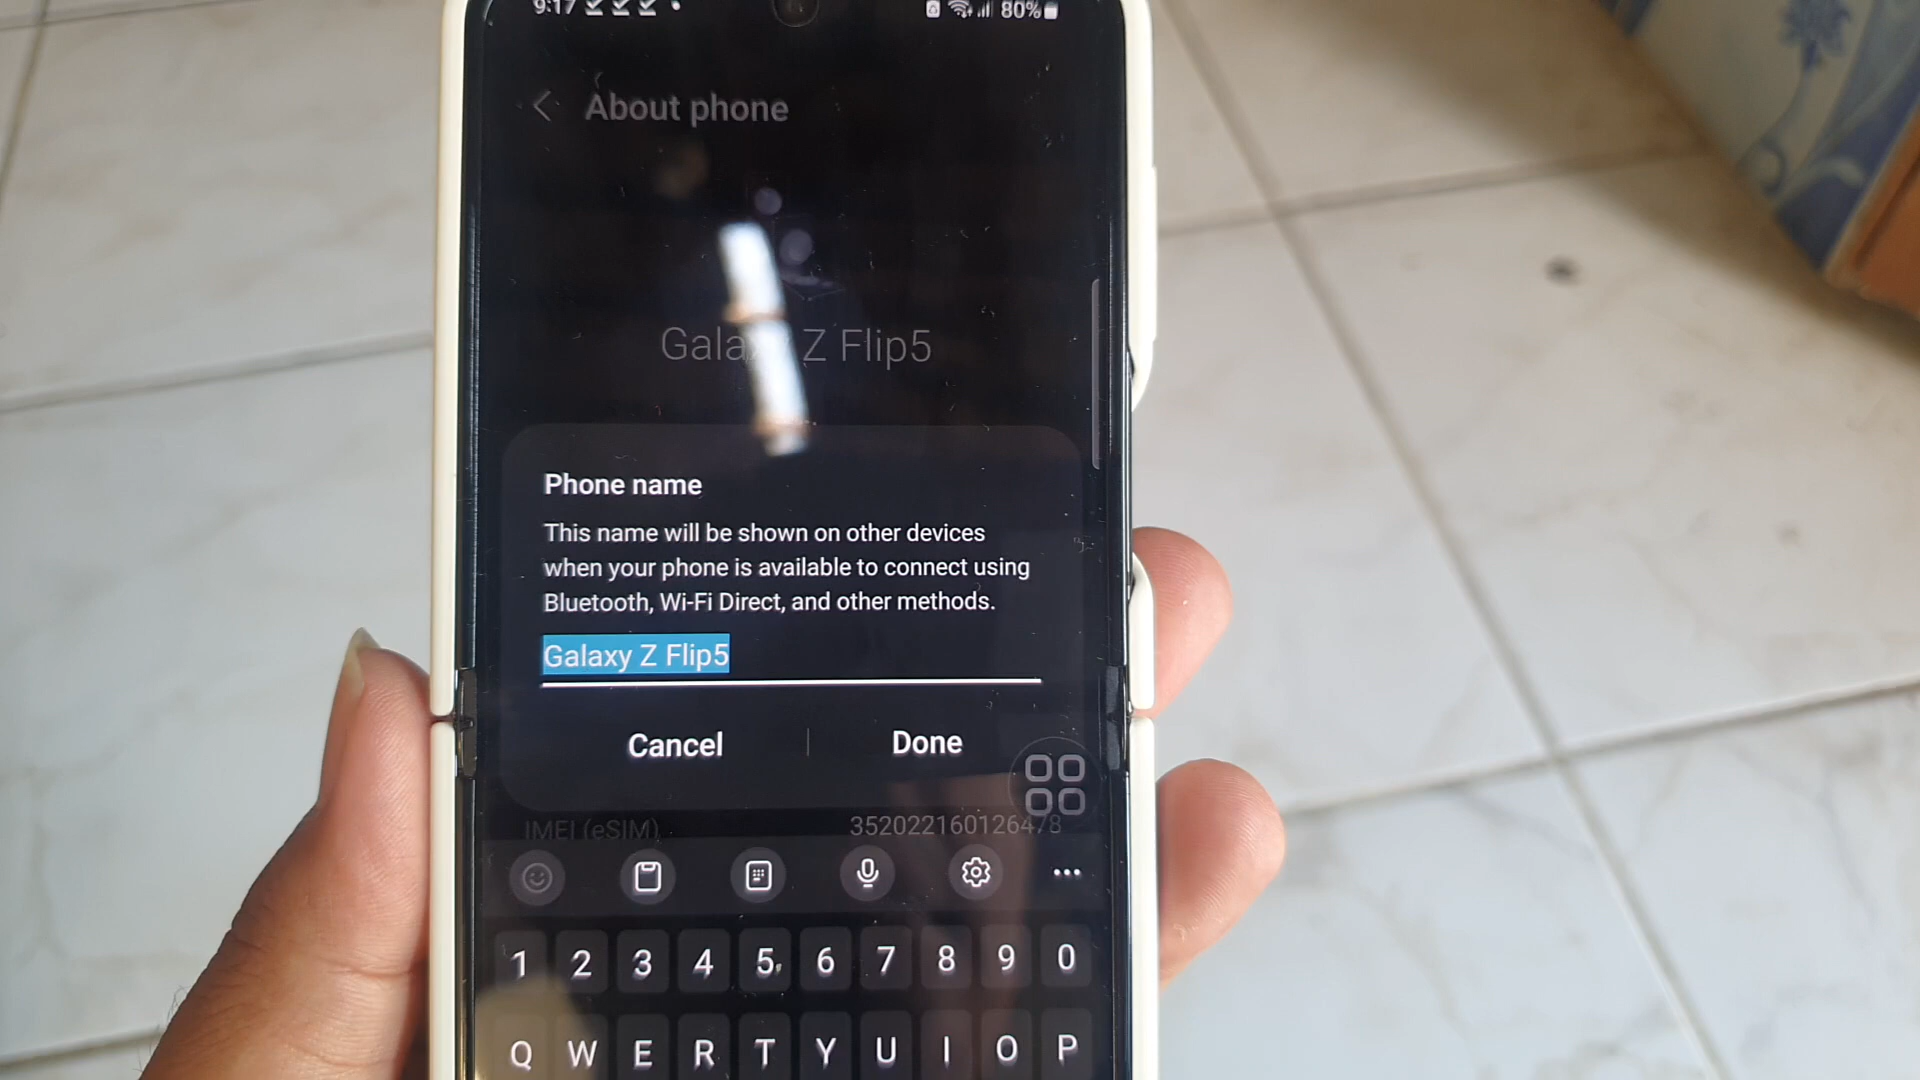 9:17
80%
About phone
Galaxy Z Flip5
Phone name
This name will be shown on other devices
when your phone is available to connect using
Bluetooth, Wi-Fi Direct, and other methods.
Galaxy Z Flip5
Cancel
Done
IMEI (eSIM)
352022160126478
1 2 3 4 5 6 7 8 9 0
Q W E R T Y U I O P